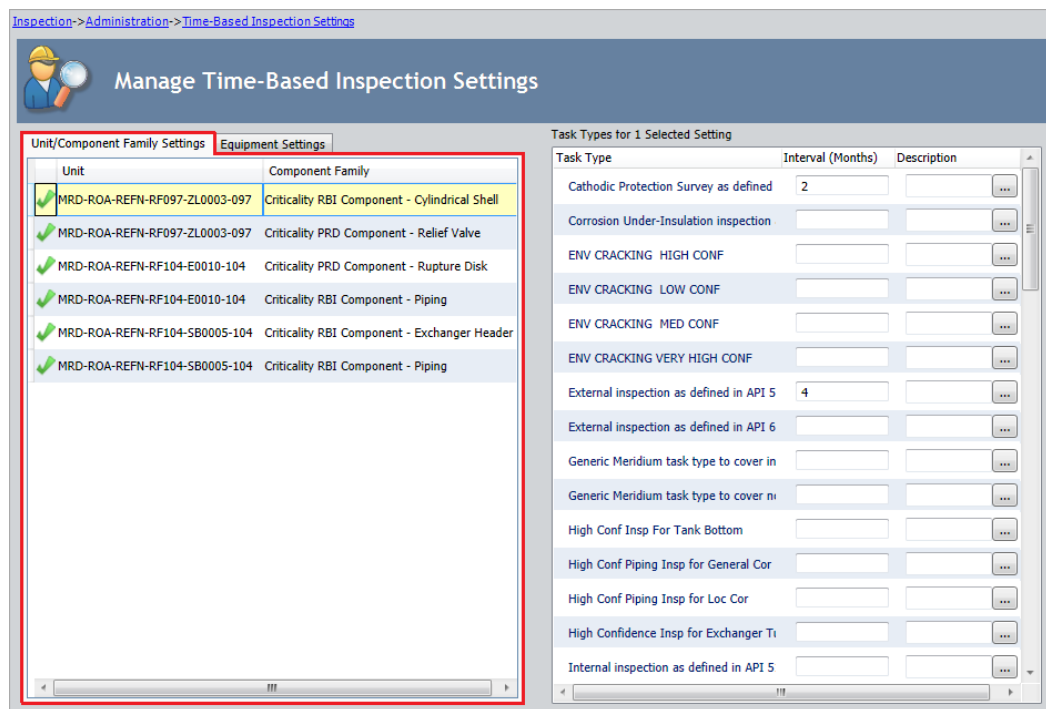 Inspection->Administration->Time-Based Inspection Settings
Manage Time-Based Inspection Settings
Unit/Component Family Settings Equipment Settings
Unit Component Family
MRD-ROA-REFN-RF097-ZL0003-097 Criticality RBI Component - Cylindrical Shell
MRD-ROA-REFN-RF097-ZL0003-097 Criticality PRD Component - Relief Valve
MRD-ROA-REFN-RF104-E0010-104 Criticality PRD Component - Rupture Disk
MRD-ROA-REFN-RF104-E0010-104 Criticality RBI Component - Piping
MRD-ROA-REFN-RF104-SB0005-104 Criticality RBI Component - Exchanger Header
MRD-ROA-REFN-RF104-SB0005-104 Criticality RBI Component - Piping
Task Types for 1 Selected Setting
Task Type Interval (Months) Description
Cathodic Protection Survey as defined 2 ...
Corrosion Under-Insulation inspection ...
ENV CRACKING HIGH CONF ...
ENV CRACKING LOW CONF ...
ENV CRACKING MED CONF ...
ENV CRACKING VERY HIGH CONF ...
External inspection as defined in API 5 4 ...
External inspection as defined in API 6 ...
Generic Meridium task type to cover in ...
Generic Meridium task type to cover ...
High Conf Insp For Tank Bottom ...
High Conf Piping Insp for General Cor ...
High Conf Piping Insp for Loc Cor ...
High Confidence Insp for Exchanger ...
Internal inspection as defined in API 5 ...